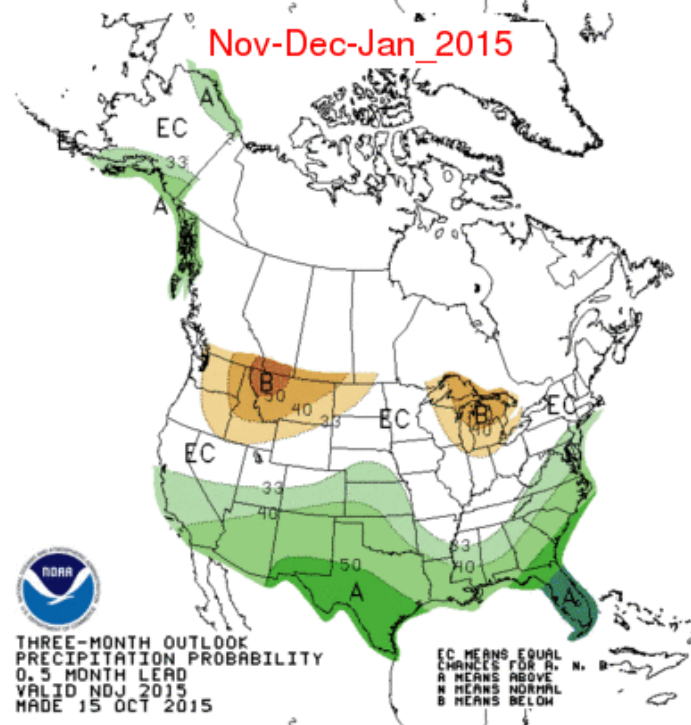 Nov-Dec-Jan_2015
A
EC
EC
33
A
B
50
40
33
EC
B
40
EC
EC
33
40
33
40
50
A
A
NOAA
THREE-MONTH OUTLOOK
PRECIPITATION PROBABILITY
0.5 MONTH LEAD
VALID NDJ 2015
MADE 15 OCT 2015
EC MEANS EQUAL
CHANCES FOR A, N, B
A MEANS ABOVE
N MEANS NORMAL
B MEANS BELOW